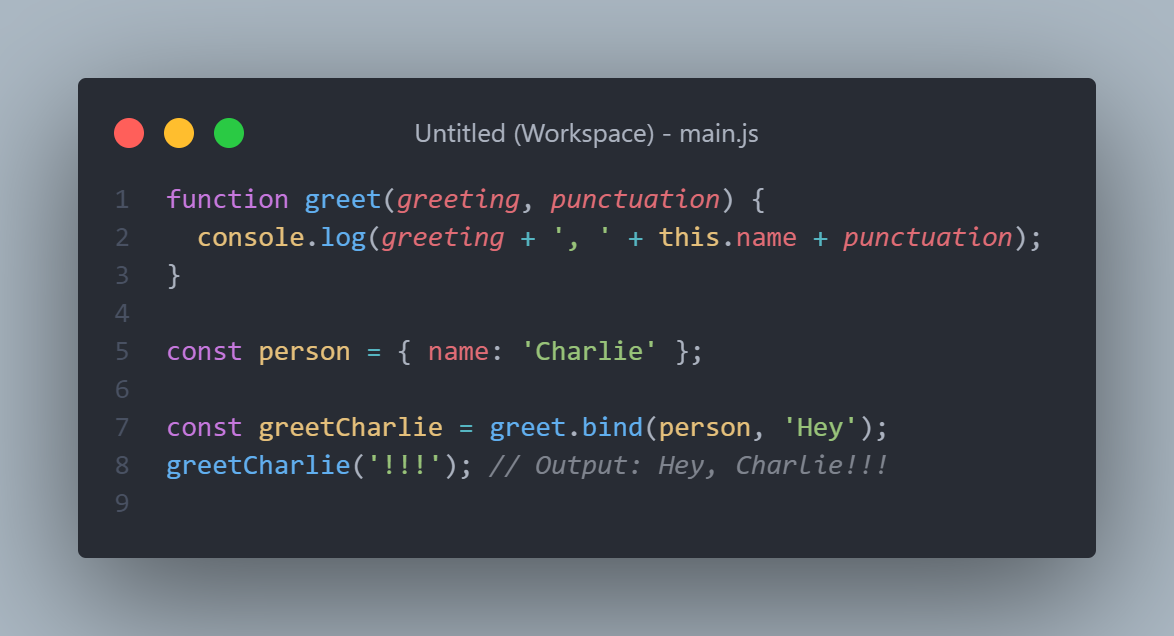 Untitled (Workspace) - main.js
1 function greet(greeting, punctuation) {
2   console.log(greeting + ', ' + this.name + punctuation);
3 }
4
5 const person = { name: 'Charlie' };
6
7 const greetCharlie = greet.bind(person, 'Hey');
8 greetCharlie('!!!'); // Output: Hey, Charlie!!!
9